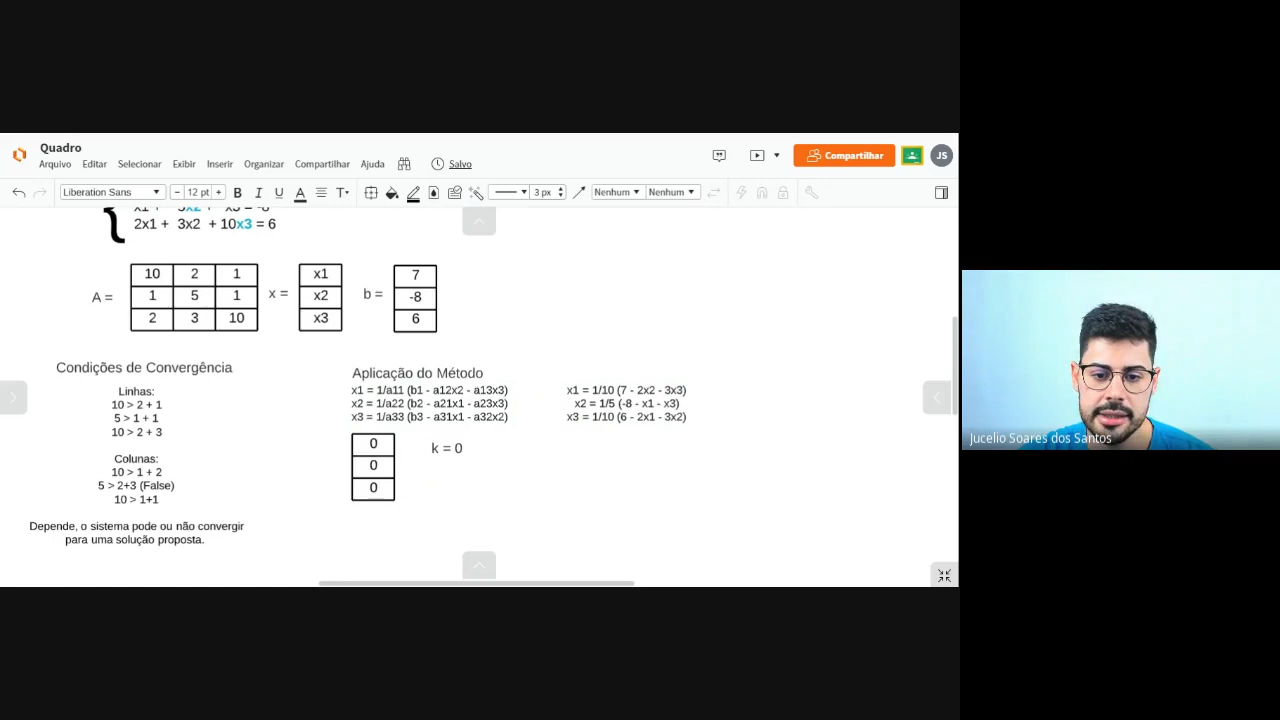 Quadro
Arquivo Editar Selecionar Exibir Inserir Organizar Compartilhar Ajuda Salvo
Compartilhar
JS
Liberation Sans − 12 pt + B I U A T 3 px Nenhum Nenhum
x1 + 5x2 + x3 = -8
2x1 + 3x2 + 10x3 = 6
A =
10 2 1
1 5 1
2 3 10
x =
x1
x2
x3
b =
7
-8
6
Condições de Convergência
Linhas:
10 > 2 + 1
5 > 1 + 1
10 > 2 + 3
Colunas:
10 > 1 + 2
5 > 2+3 (False)
10 > 1+1
Depende, o sistema pode ou não convergir
para uma solução proposta.
Aplicação do Método
x1 = 1/a11 (b1 - a12x2 - a13x3)
x2 = 1/a22 (b2 - a21x1 - a23x3)
x3 = 1/a33 (b3 - a31x1 - a32x2)
x1 = 1/10 (7 - 2x2 - 3x3)
x2 = 1/5 (-8 - x1 - x3)
x3 = 1/10 (6 - 2x1 - 3x2)
0
0
0
k = 0
Jucelio Soares dos Santos